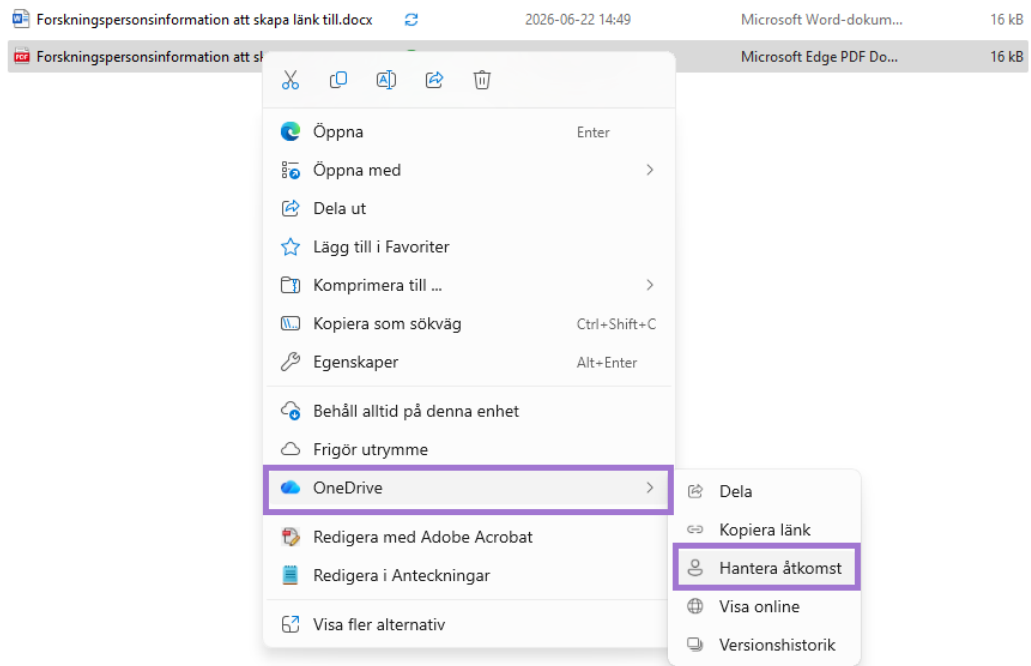 Forskningspersonsinformation att skapa länk till.docx 2026-06-22 14:49 Microsoft Word-dokum... 16 kB
PDF Forskningspersonsinformation att sk Microsoft Edge PDF Do... 16 kB
Öppna Enter
Öppna med
Dela ut
Lägg till i Favoriter
Komprimera till ...
Kopiera som sökväg Ctrl+Shift+C
Egenskaper Alt+Enter
Behåll alltid på denna enhet
Frigör utrymme
OneDrive
Dela
Kopiera länk
Redigera med Adobe Acrobat
Hantera åtkomst
Redigera i Anteckningar
Visa online
Visa fler alternativ
Versionshistorik